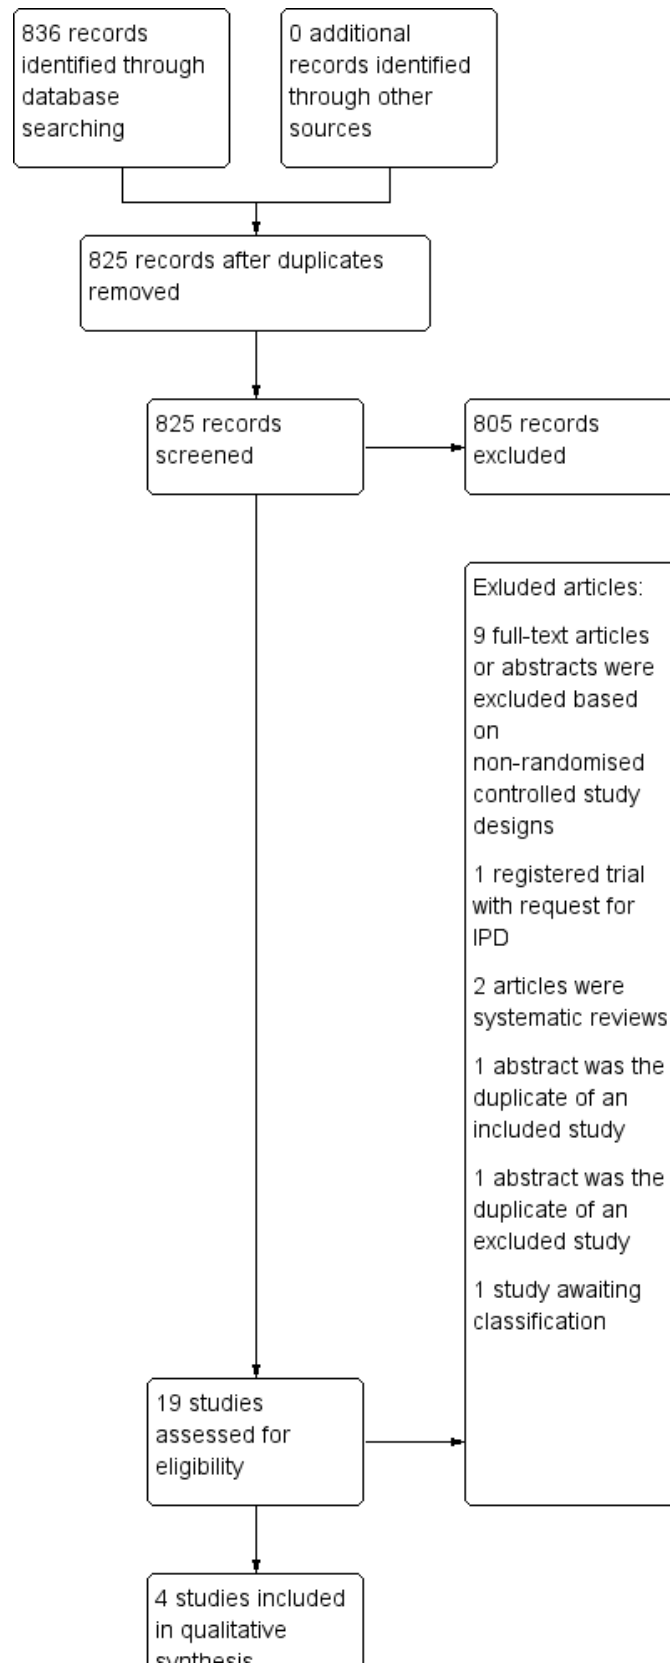 836 records
identified through
database
searching
0 additional
records identified
through other
sources
825 records after duplicates
removed
825 records
screened
805 records
excluded
Exluded articles:
9 full-text articles
or abstracts were
excluded based
on
non-randomised
controlled study
designs
1 registered trial
with request for
IPD
2 articles were
systematic reviews
1 abstract was the
duplicate of an
included study
1 abstract was the
duplicate of an
excluded study
1 study awaiting
classification
19 studies
assessed for
eligibility
4 studies included
in qualitative
synthesis